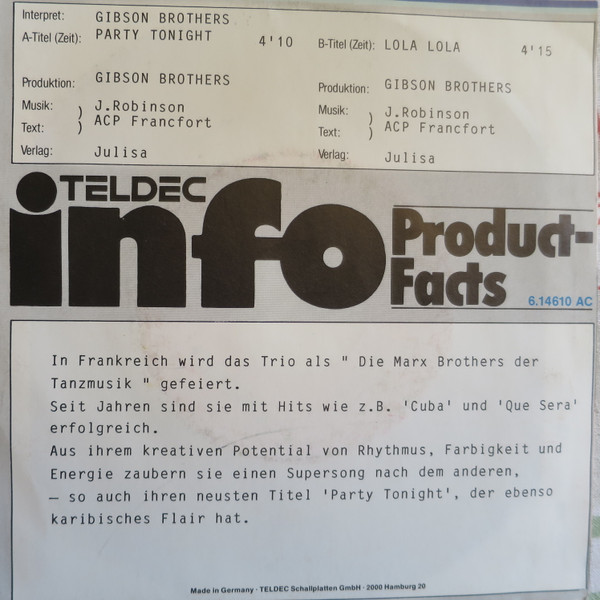 Interpret: GIBSON BROTHERS
A-Titel (Zeit): PARTY TONIGHT 4'10
B-Titel (Zeit): LOLA LOLA 4'15
Produktion: GIBSON BROTHERS
Musik: ) J.Robinson
Text: ) ACP Francfort
Verlag: Julisa
Produktion: GIBSON BROTHERS
Musik: ) J.Robinson
Text: ) ACP Francfort
Verlag: Julisa
TELDEC
info
Product-
Facts
6.14610 AC
In Frankreich wird das Trio als " Die Marx Brothers der
Tanzmusik " gefeiert.
Seit Jahren sind sie mit Hits wie z.B. 'Cuba' und 'Que Sera'
erfolgreich.
Aus ihrem kreativen Potential von Rhythmus, Farbigkeit und
Energie zaubern sie einen Supersong nach dem anderen,
– so auch ihren neusten Titel 'Party Tonight', der ebenso
karibisches Flair hat.
Made in Germany · TELDEC Schallplatten GmbH · 2000 Hamburg 20